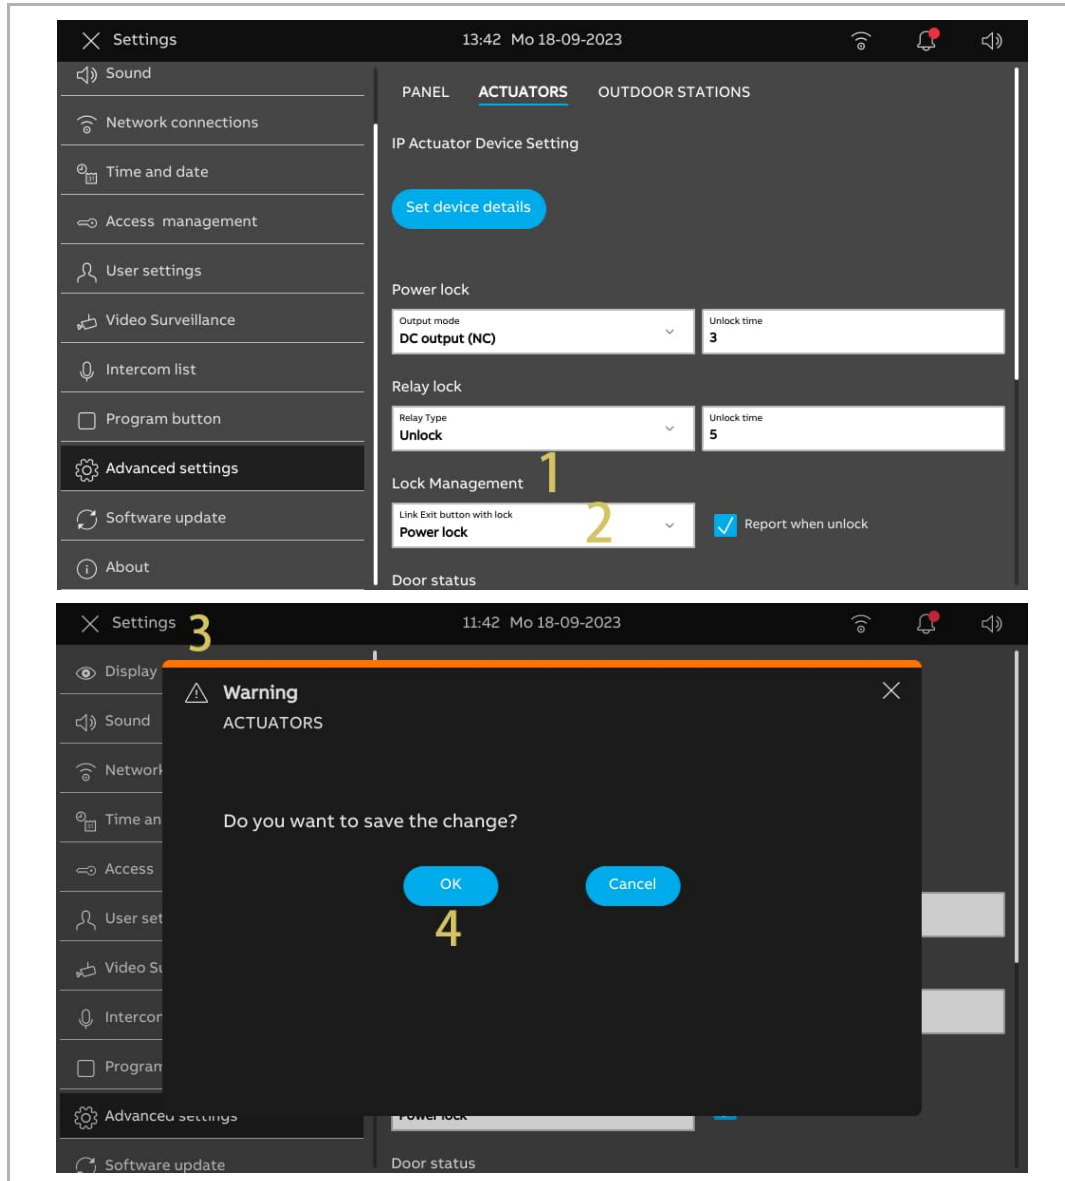 Settings
13:42 Mo 18-09-2023
Sound
Network connections
Time and date
Access management
User settings
Video Surveillance
Intercom list
Program button
Advanced settings
Software update
About
PANEL ACTUATORS OUTDOOR STATIONS
IP Actuator Device Setting
Set device details
Power lock
Output mode
DC output (NC)
Unlock time
3
Relay lock
Relay Type
Unlock
Unlock time
5
1
Lock Management
Link Exit button with lock
Power lock
2
Report when unlock
Door status
Settings
3
11:42 Mo 18-09-2023
Display
Sound
Network
Time an
Access
User set
Video Su
Intercom
Program
Advanced settings
Software update
Warning
ACTUATORS
Do you want to save the change?
OK
Cancel
4
Power lock
Door status